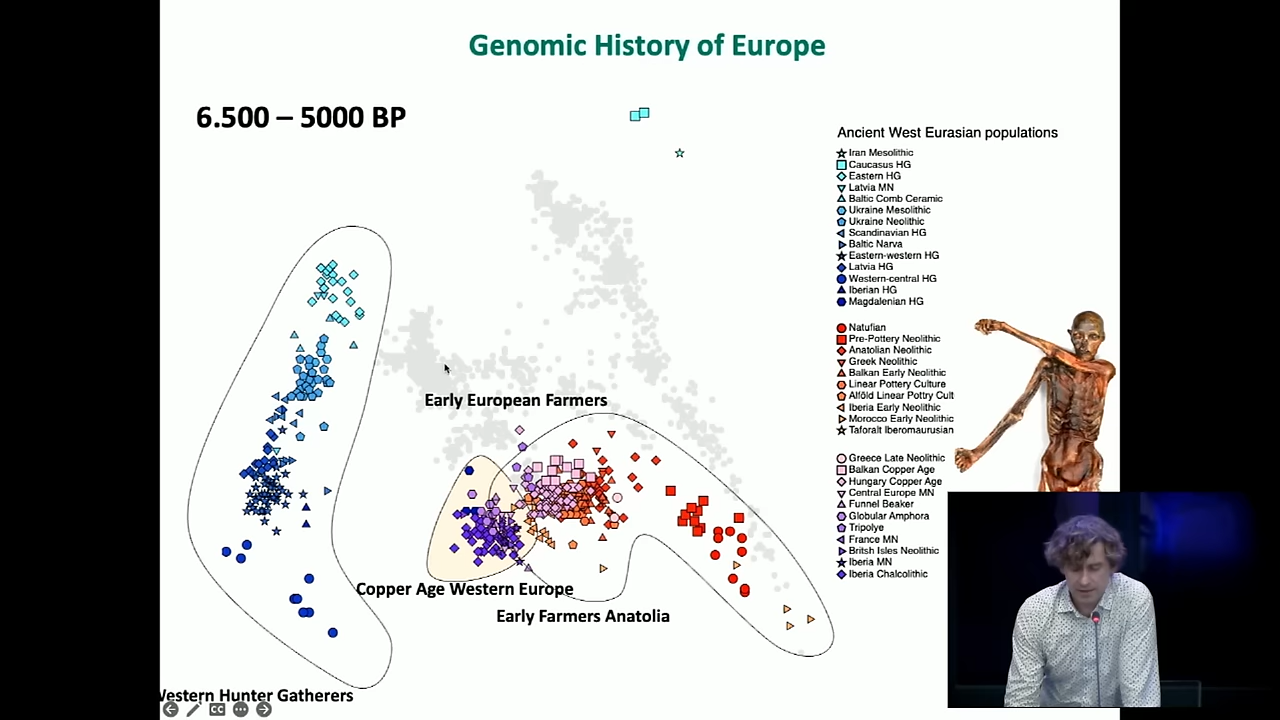 Genomic History of Europe
6.500 – 5000 BP
Ancient West Eurasian populations
Iran Mesolithic
Caucasus HG
Eastern HG
Latvia MN
Baltic Comb Ceramic
Ukraine Mesolithic
Ukraine Neolithic
Scandinavian HG
Baltic Narva
Eastern-western HG
Latvia HG
Western-central HG
Iberian HG
Magdalenian HG
Natufian
Pre-Pottery Neolithic
Anatolian Neolithic
Greek Neolithic
Balkan Early Neolithic
Linear Pottery Culture
Alföld Linear Pottry Cult
Iberia Early Neolithic
Morocco Early Neolithic
Taforalt Iberomaurusian
Greece Late Neolithic
Balkan Copper Age
Hungary Copper Age
Central Europe MN
Funnel Beaker
Globular Amphora
Tripolye
France MN
Britsh Isles Neolithic
Iberia MN
Iberia Chalcolithic
Early European Farmers
Copper Age Western Europe
Early Farmers Anatolia
Western Hunter Gatherers
CC